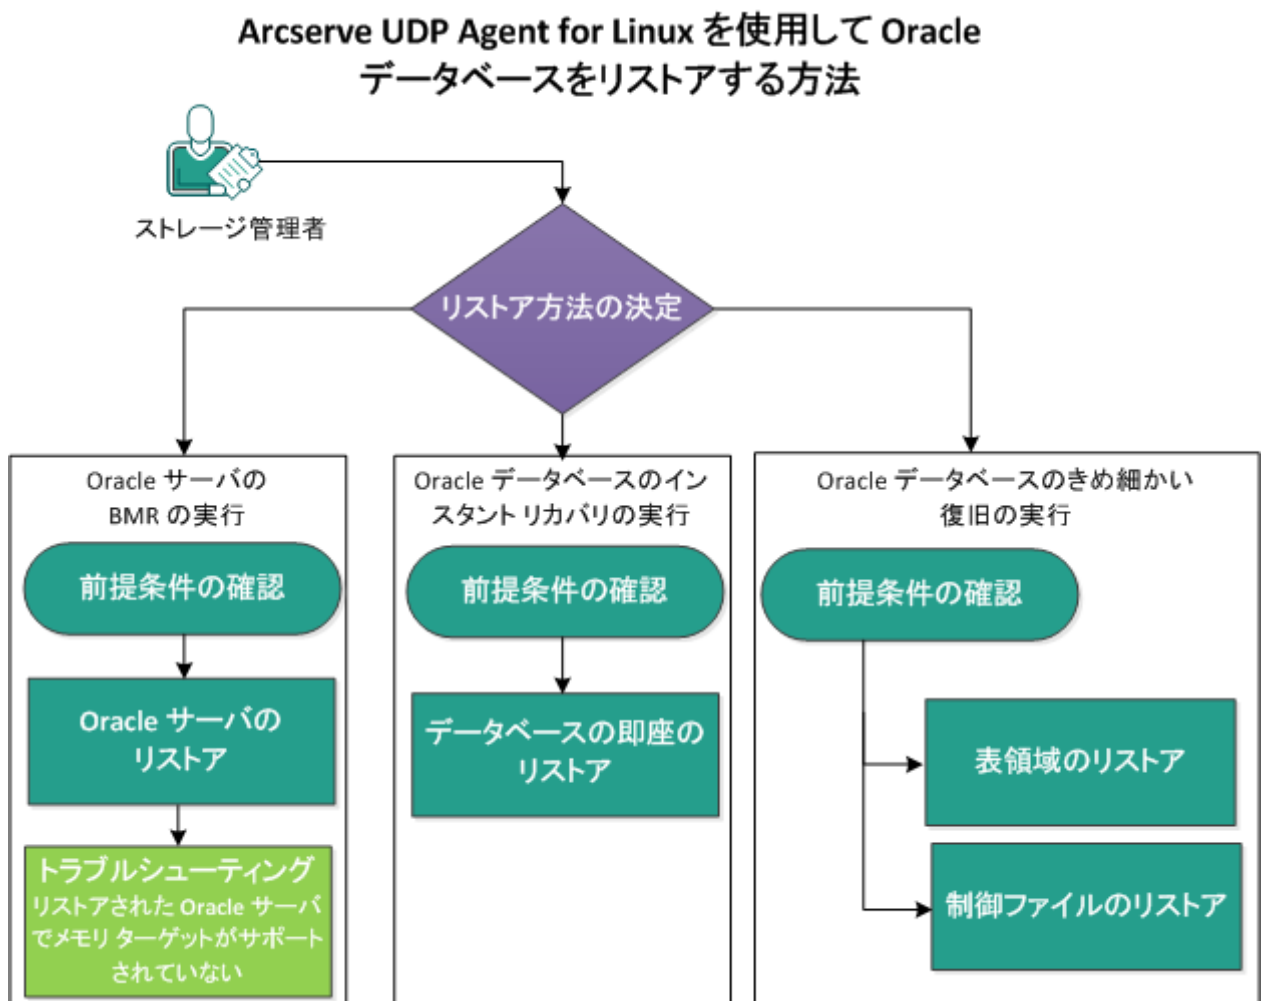 Arcserve UDP Agent for Linux を使用して Oracle
データベースをリストアする方法
ストレージ管理者
リストア方法の決定
Oracle サーバの
BMR の実行
前提条件の確認
Oracle サーバの
リストア
トラブルシューティング
リストアされた Oracle サーバ
でメモリ ターゲットがサポート
されていない
Oracle データベースのイン
スタント リカバリの実行
前提条件の確認
データベースの即座の
リストア
Oracle データベースのきめ細かい
復旧の実行
前提条件の確認
表領域のリストア
制御ファイルのリストア